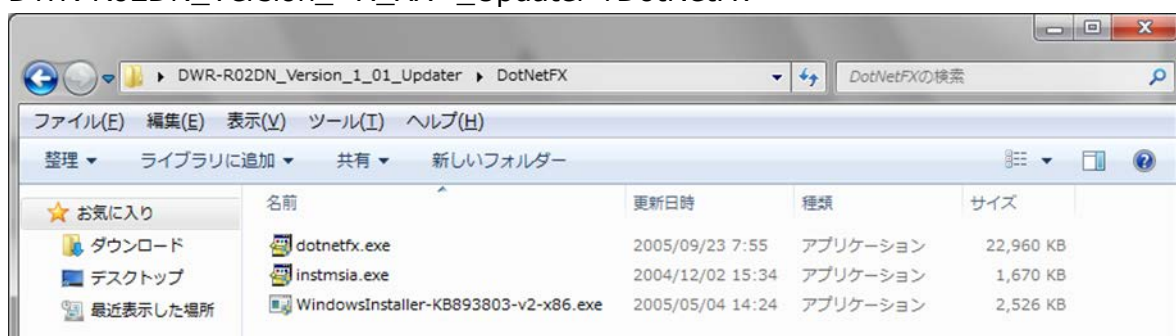 DWR-R02DN_Version_1_01_Updater ▸ DotNetFX
DotNetFXの検索
ファイル(F) 編集(E) 表示(V) ツール(T) ヘルプ(H)
整理 ▼ ライブラリに追加 ▼ 共有 ▼ 新しいフォルダー
お気に入り
ダウンロード
デスクトップ
最近表示した場所
名前 更新日時 種類 サイズ
dotnetfx.exe 2005/09/23 7:55 アプリケーション 22,960 KB
instmsia.exe 2004/12/02 15:34 アプリケーション 1,670 KB
WindowsInstaller-KB893803-v2-x86.exe 2005/05/04 14:24 アプリケーション 2,526 KB